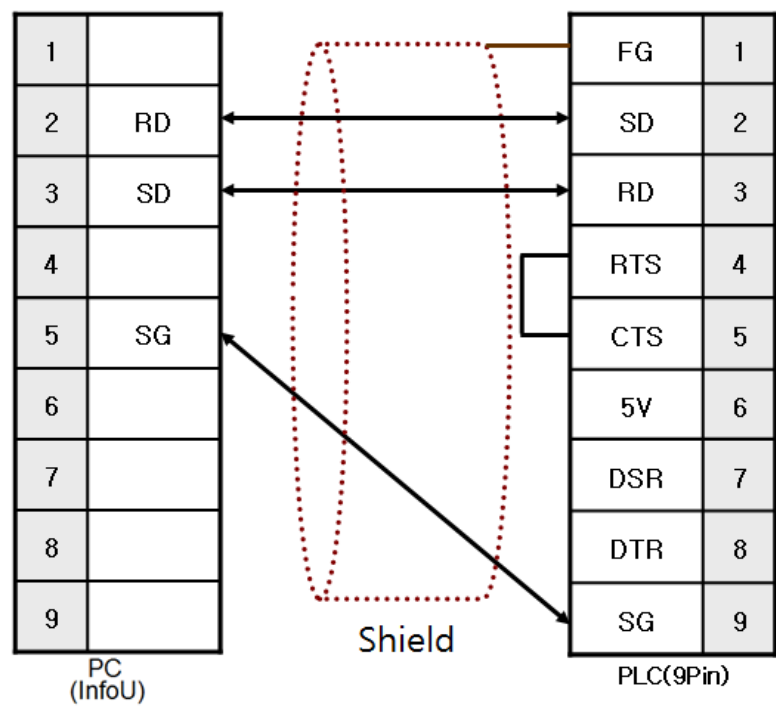 1 FG 1
2 RD SD 2
3 SD RD 3
4 RTS 4
5 SG CTS 5
6 5V 6
7 DSR 7
8 DTR 8
9 SG 9
Shield
PC
(InfoU)
PLC(9Pin)